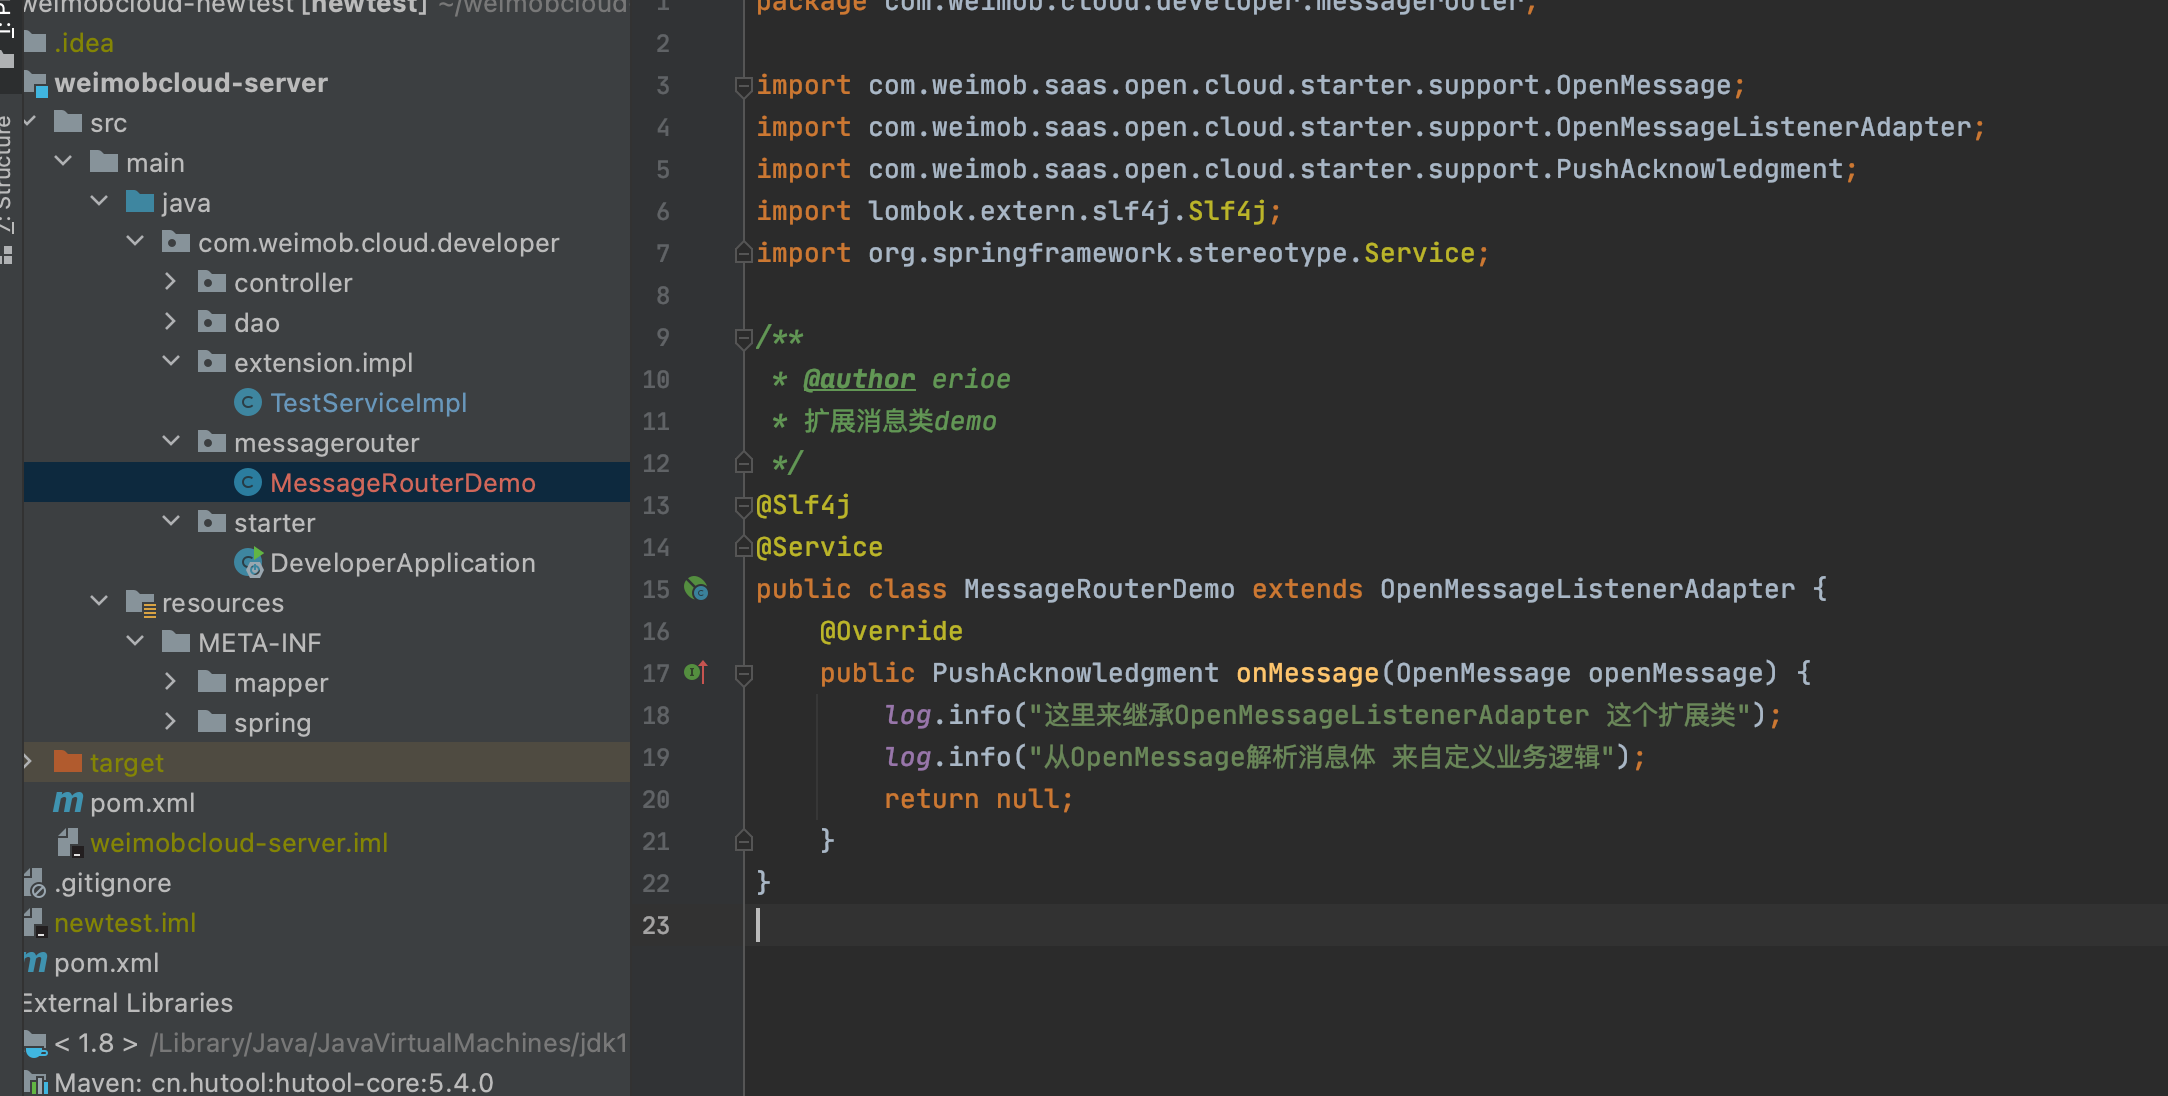 weimobcloud-newtest [newtest] ~/weimobcloud
.idea
weimobcloud-server
src
main
java
com.weimob.cloud.developer
controller
dao
extension.impl
TestServiceImpl
messagerouter
MessageRouterDemo
starter
DeveloperApplication
resources
META-INF
mapper
spring
target
pom.xml
weimobcloud-server.iml
.gitignore
newtest.iml
pom.xml
External Libraries
< 1.8 > /Library/Java/JavaVirtualMachines/jdk1
Maven: cn.hutool:hutool-core:5.4.0
Z: Structure
1 package com.weimob.cloud.developer.messagerouter;
2
3 import com.weimob.saas.open.cloud.starter.support.OpenMessage;
4 import com.weimob.saas.open.cloud.starter.support.OpenMessageListenerAdapter;
5 import com.weimob.saas.open.cloud.starter.support.PushAcknowledgment;
6 import lombok.extern.slf4j.Slf4j;
7 import org.springframework.stereotype.Service;
8
9 /**
10 * @author erioe
11 * 扩展消息类demo
12 */
13 @Slf4j
14 @Service
15 public class MessageRouterDemo extends OpenMessageListenerAdapter {
16 @Override
17 public PushAcknowledgment onMessage(OpenMessage openMessage) {
18 log.info("这里来继承OpenMessageListenerAdapter 这个扩展类");
19 log.info("从OpenMessage解析消息体 来自定义业务逻辑");
20 return null;
21 }
22 }
23